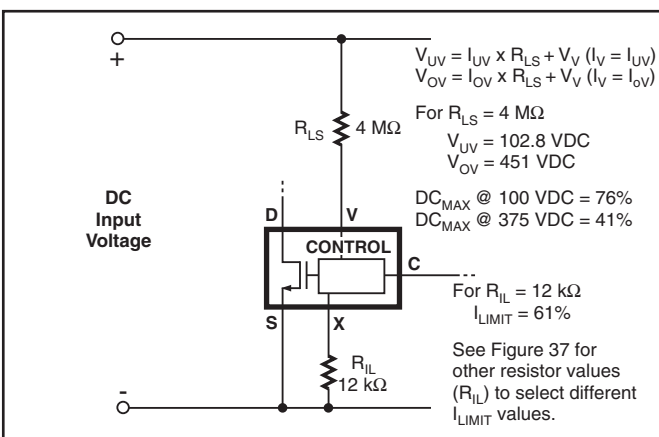 +
V_UV = I_UV x R_LS + V_V (I_V = I_UV)
V_OV = I_OV x R_LS + V_V (I_V = I_oV)
For R_LS = 4 MΩ
V_UV = 102.8 VDC
V_OV = 451 VDC
DC_MAX @ 100 VDC = 76%
DC_MAX @ 375 VDC = 41%
R_LS
4 MΩ
DC
Input
Voltage
D
V
CONTROL
C
S
X
For R_IL = 12 kΩ
I_LIMIT = 61%
R_IL
12 kΩ
See Figure 37 for
other resistor values
(R_IL) to select different
I_LIMIT values.
-